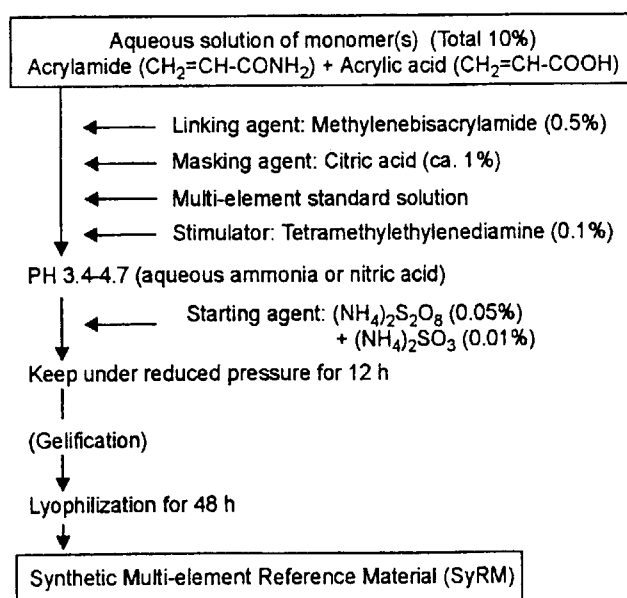 Aqueous solution of monomer(s) (Total 10%)
Acrylamide (CH₂=CH-CONH₂) + Acrylic acid (CH₂=CH-COOH)
Linking agent: Methylenebisacrylamide (0.5%)
Masking agent: Citric acid (ca. 1%)
Multi-element standard solution
Stimulator: Tetramethylethylenediamine (0.1%)
PH 3.4-4.7 (aqueous ammonia or nitric acid)
Starting agent: (NH₄)₂S₂O₈ (0.05%)
+ (NH₄)₂SO₃ (0.01%)
Keep under reduced pressure for 12 h
(Gelification)
Lyophilization for 48 h
Synthetic Multi-element Reference Material (SyRM)